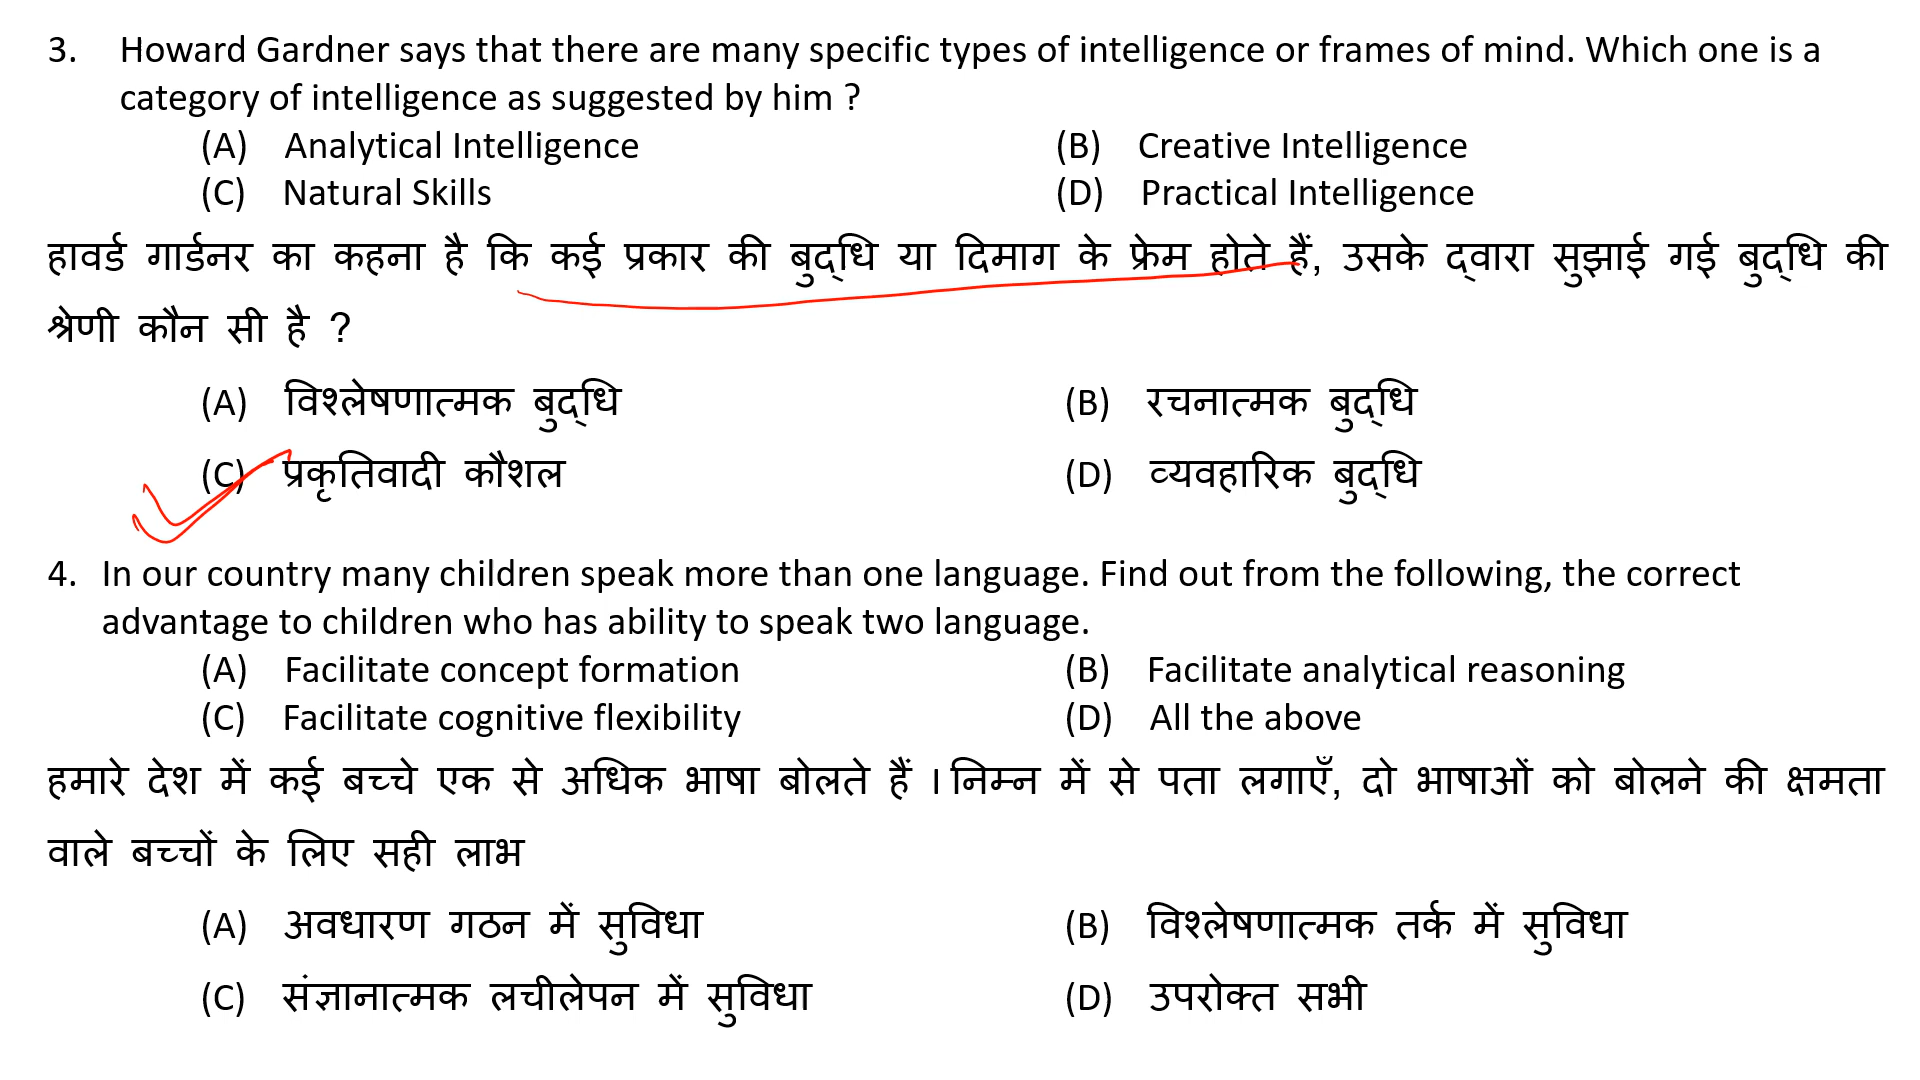 3. Howard Gardner says that there are many specific types of intelligence or frames of mind. Which one is a
category of intelligence as suggested by him ?
(A) Analytical Intelligence (B) Creative Intelligence
(C) Natural Skills (D) Practical Intelligence
हावर्ड गार्डनर का कहना है कि कई प्रकार की बुद्धि या दिमाग के फ्रेम होते हैं, उसके द्वारा सुझाई गई बुद्धि की
श्रेणी कौन सी है ?
(A) विश्लेषणात्मक बुद्धि (B) रचनात्मक बुद्धि
(C) प्रकृतिवादी कौशल (D) व्यवहारिक बुद्धि
4. In our country many children speak more than one language. Find out from the following, the correct
advantage to children who has ability to speak two language.
(A) Facilitate concept formation (B) Facilitate analytical reasoning
(C) Facilitate cognitive flexibility (D) All the above
हमारे देश में कई बच्चे एक से अधिक भाषा बोलते हैं । निम्न में से पता लगाएँ, दो भाषाओं को बोलने की क्षमता
वाले बच्चों के लिए सही लाभ
(A) अवधारण गठन में सुविधा (B) विश्लेषणात्मक तर्क में सुविधा
(C) संज्ञानात्मक लचीलेपन में सुविधा (D) उपरोक्त सभी